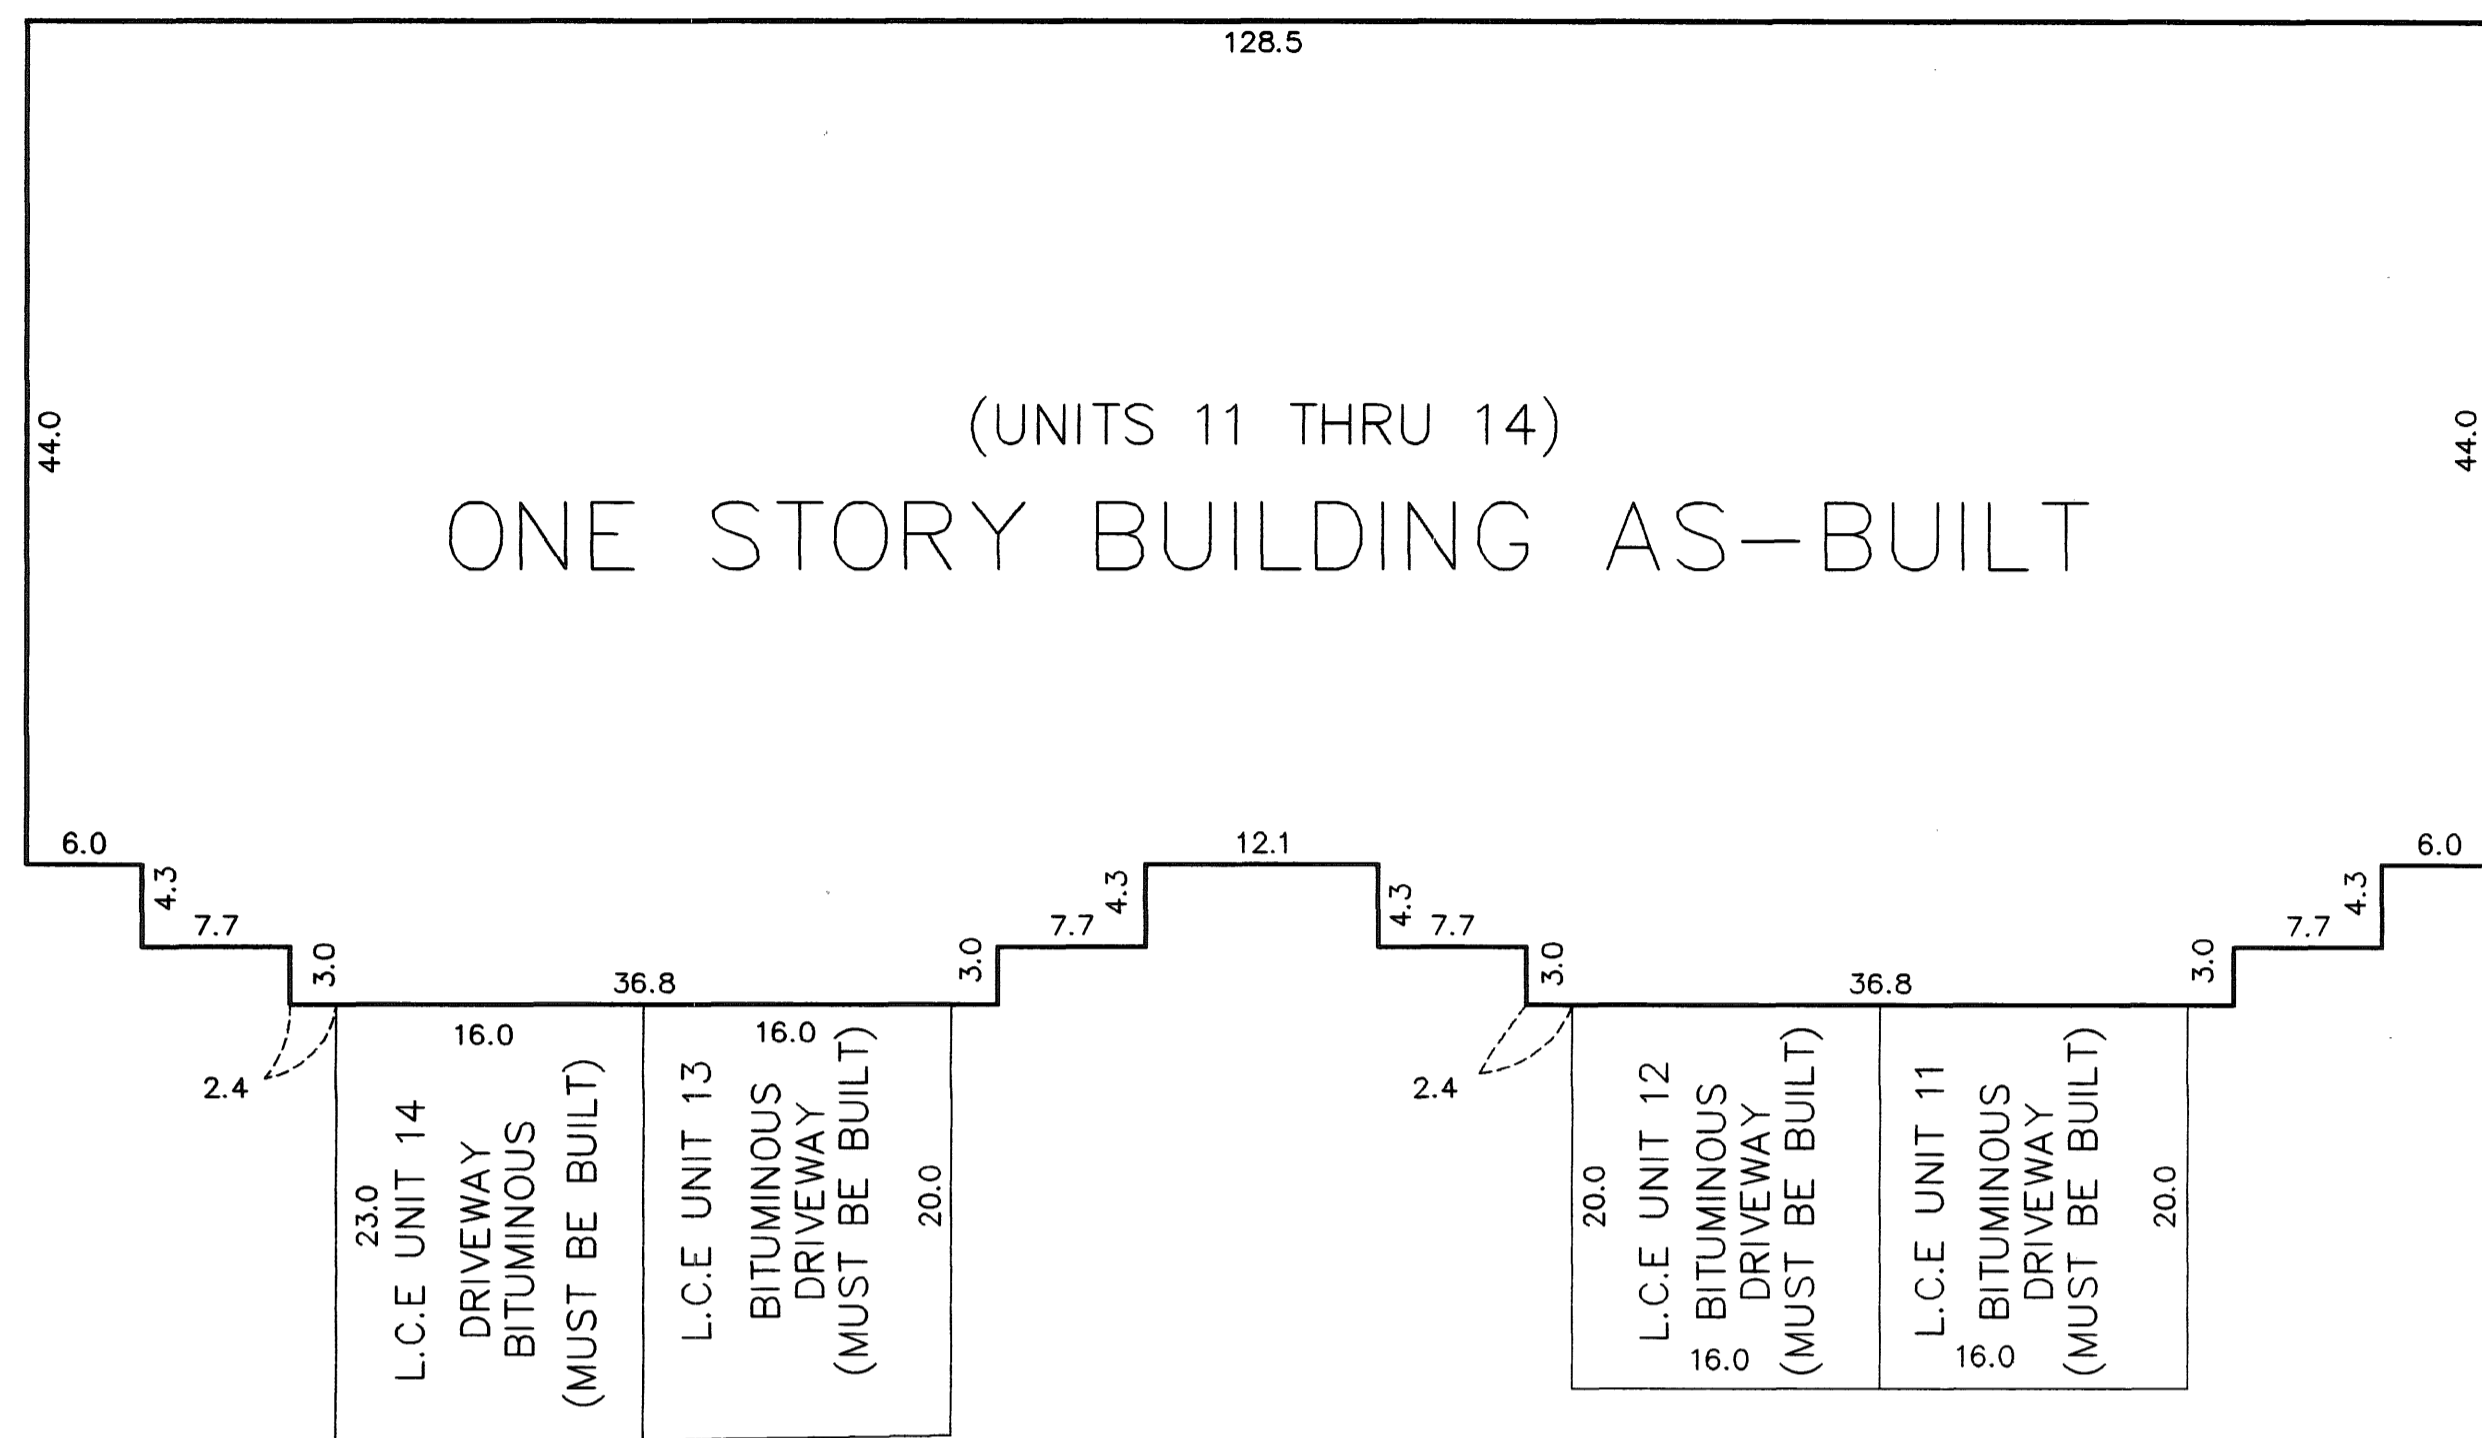 128.5
44.0
44.0
(UNITS 11 THRU 14)
ONE STORY BUILDING AS-BUILT
6.0
4.3
7.7
3.0
36.8
3.0
7.7
4.3
12.1
4.3
7.7
3.0
36.8
3.0
7.7
4.3
6.0
2.4
16.0
23.0
L.C.E UNIT 14
DRIVEWAY
BITUMINOUS
(MUST BE BUILT)
16.0
L.C.E UNIT 13
BITUMINOUS
DRIVEWAY
(MUST BE BUILT)
20.0
2.4
20.0
L.C.E UNIT 12
BITUMINOUS
DRIVEWAY
(MUST BE BUILT)
16.0
L.C.E UNIT 11
BITUMINOUS
DRIVEWAY
(MUST BE BUILT)
16.0
20.0